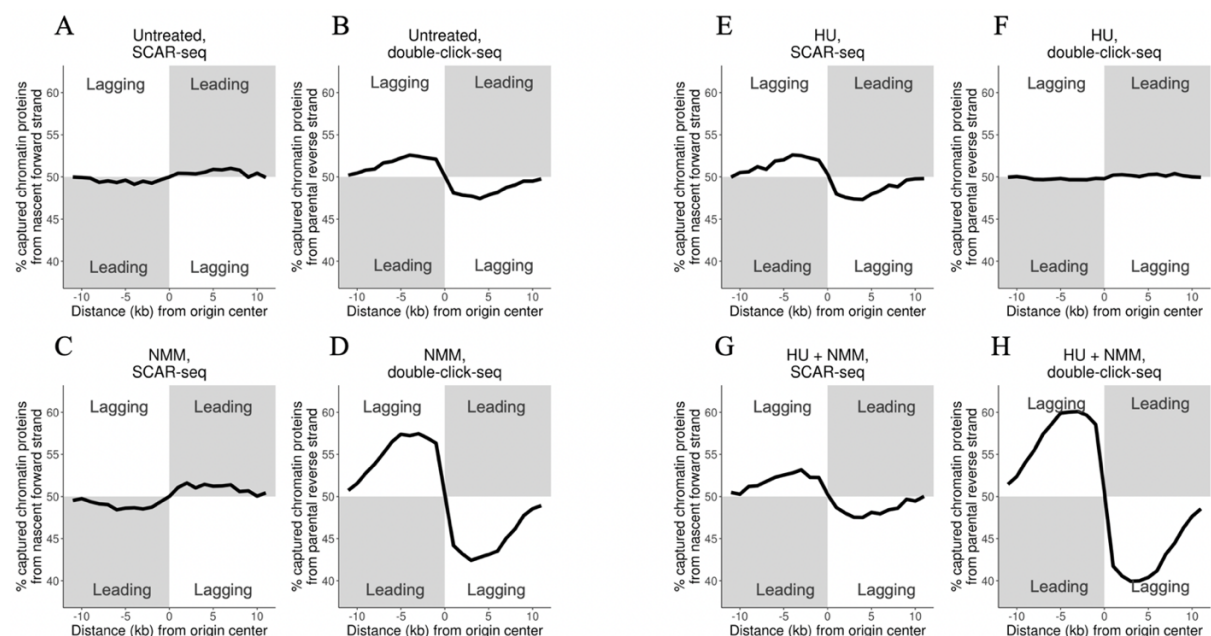 A
Untreated,
SCAR-seq
% captured chromatin proteins
from nascent forward strand
60
55
50
45
40
Lagging
Leading
Leading
Lagging
-10 -5 0 5 10
Distance (kb) from origin center
B
Untreated,
double-click-seq
% captured chromatin proteins
from parental reverse strand
60
55
50
45
40
Lagging
Leading
Leading
Lagging
-10 -5 0 5 10
Distance (kb) from origin center
E
HU,
SCAR-seq
% captured chromatin proteins
from nascent forward strand
60
55
50
45
40
Lagging
Leading
Leading
Lagging
-10 -5 0 5 10
Distance (kb) from origin center
F
HU,
double-click-seq
% captured chromatin proteins
from parental reverse strand
60
55
50
45
40
Lagging
Leading
Leading
Lagging
-10 -5 0 5 10
Distance (kb) from origin center
C
NMM,
SCAR-seq
% captured chromatin proteins
from nascent forward strand
60
55
50
45
40
Lagging
Leading
Leading
Lagging
-10 -5 0 5 10
Distance (kb) from origin center
D
NMM,
double-click-seq
% captured chromatin proteins
from parental reverse strand
60
55
50
45
40
Lagging
Leading
Leading
Lagging
-10 -5 0 5 10
Distance (kb) from origin center
G
HU + NMM,
SCAR-seq
% captured chromatin proteins
from nascent forward strand
60
55
50
45
40
Lagging
Leading
Leading
Lagging
-10 -5 0 5 10
Distance (kb) from origin center
H
HU + NMM,
double-click-seq
% captured chromatin proteins
from parental reverse strand
60
55
50
45
40
Lagging
Leading
Leading
Lagging
-10 -5 0 5 10
Distance (kb) from origin center